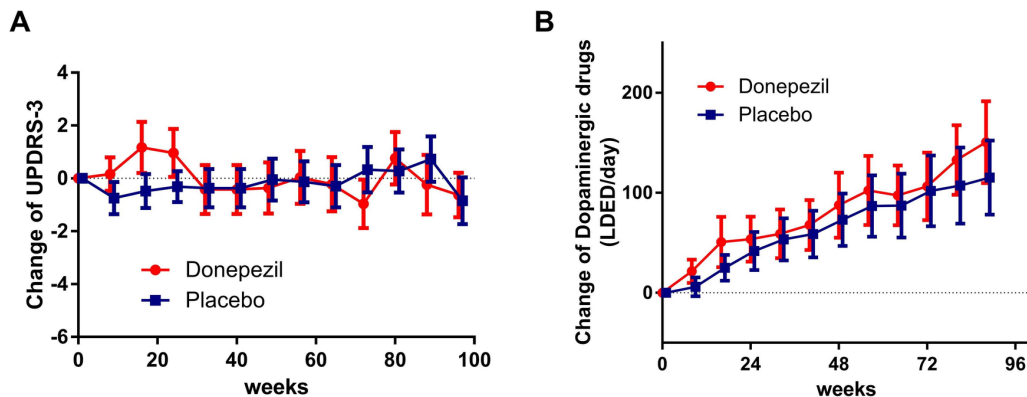 A
Change of UPDRS-3
4
2
0
-2
-4
-6
Donepezil
Placebo
0
20
40
60
80
100
weeks
B
Change of Dopaminergic drugs
(LDED/day)
200
100
0
Donepezil
Placebo
0
24
48
72
96
weeks